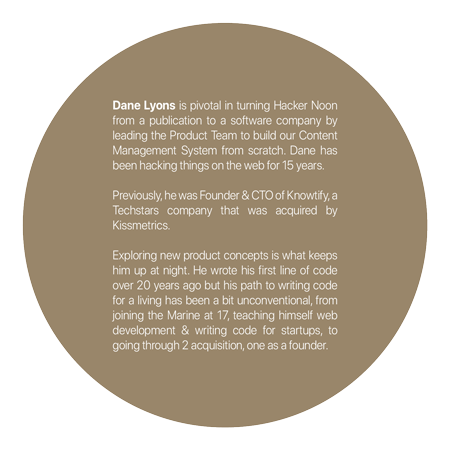 Dane Lyons is pivotal in turning Hacker Noon
from a publication to a software company by
leading the Product Team to build our Content
Management System from scratch. Dane has
been hacking things on the web for 15 years.
Previously, he was Founder & CTO of Knowtify, a
Techstars company that was acquired by
Kissmetrics.
Exploring new product concepts is what keeps
him up at night. He wrote his first line of code
over 20 years ago but his path to writing code
for a living has been a bit unconventional, from
joining the Marine at 17, teaching himself web
development & writing code for startups, to
going through 2 acquisition, one as a founder.